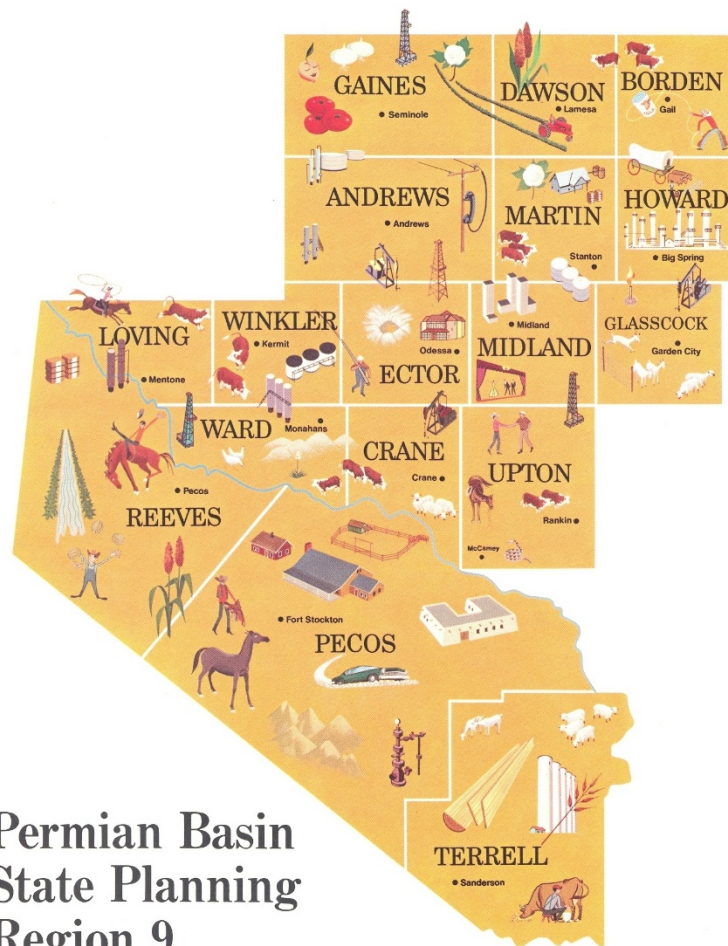 GAINES
Seminole
DAWSON
Lamesa
BORDEN
Gail
ANDREWS
Andrews
MARTIN
Stanton
HOWARD
Big Spring
LOVING
Mentone
WINKLER
Kermit
ECTOR
Odessa
MIDLAND
Midland
GLASSCOCK
Garden City
WARD
Monahans
CRANE
Crane
UPTON
Rankin
McCamey
REEVES
Pecos
PECOS
Fort Stockton
TERRELL
Sanderson
Permian Basin
State Planning
Region 9